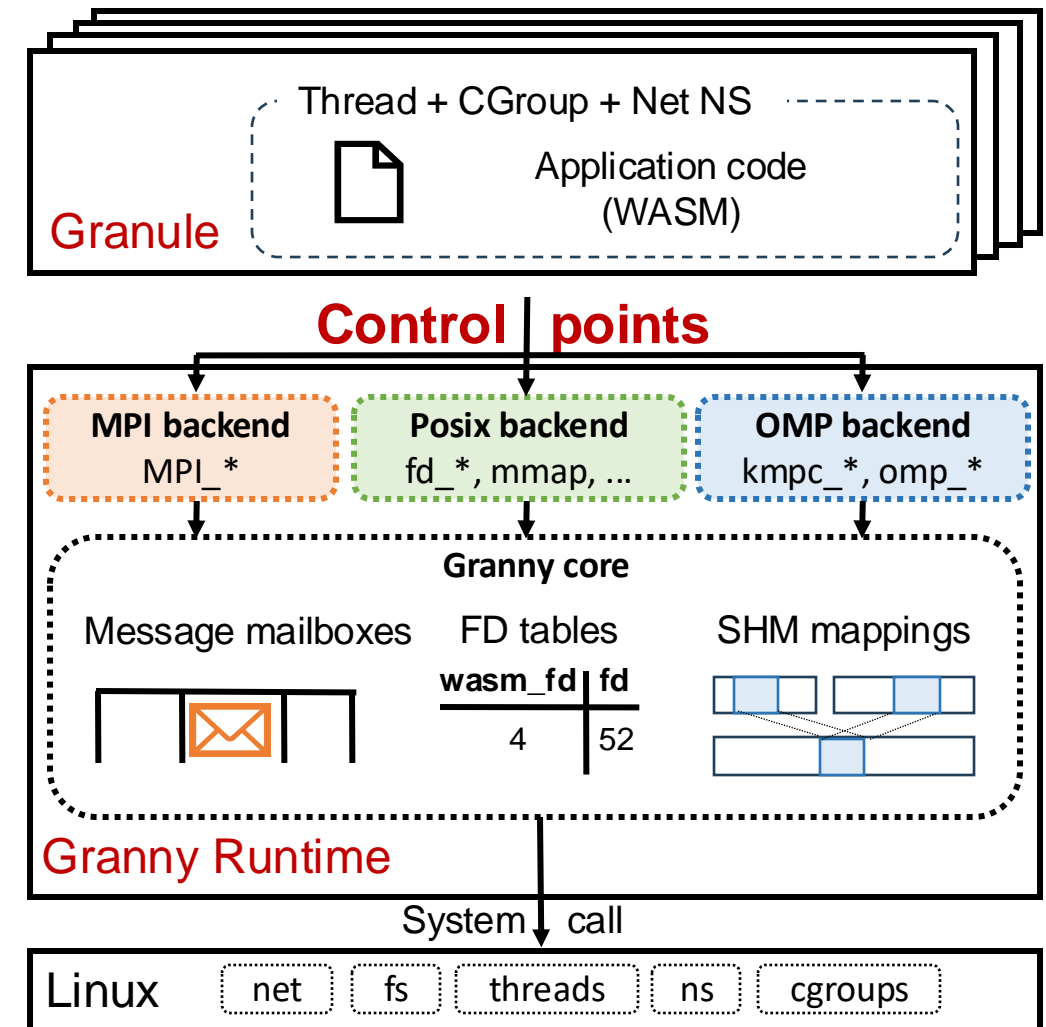 Thread + CGroup + Net NS
Application code
(WASM)
Granule
Control points
MPI backend
MPI_*
Posix backend
fd_*, mmap, ...
OMP backend
kmpc_*, omp_*
Granny core
Message mailboxes
FD tables
wasm_fd fd
4 52
SHM mappings
Granny Runtime
System call
Linux net fs threads ns cgroups